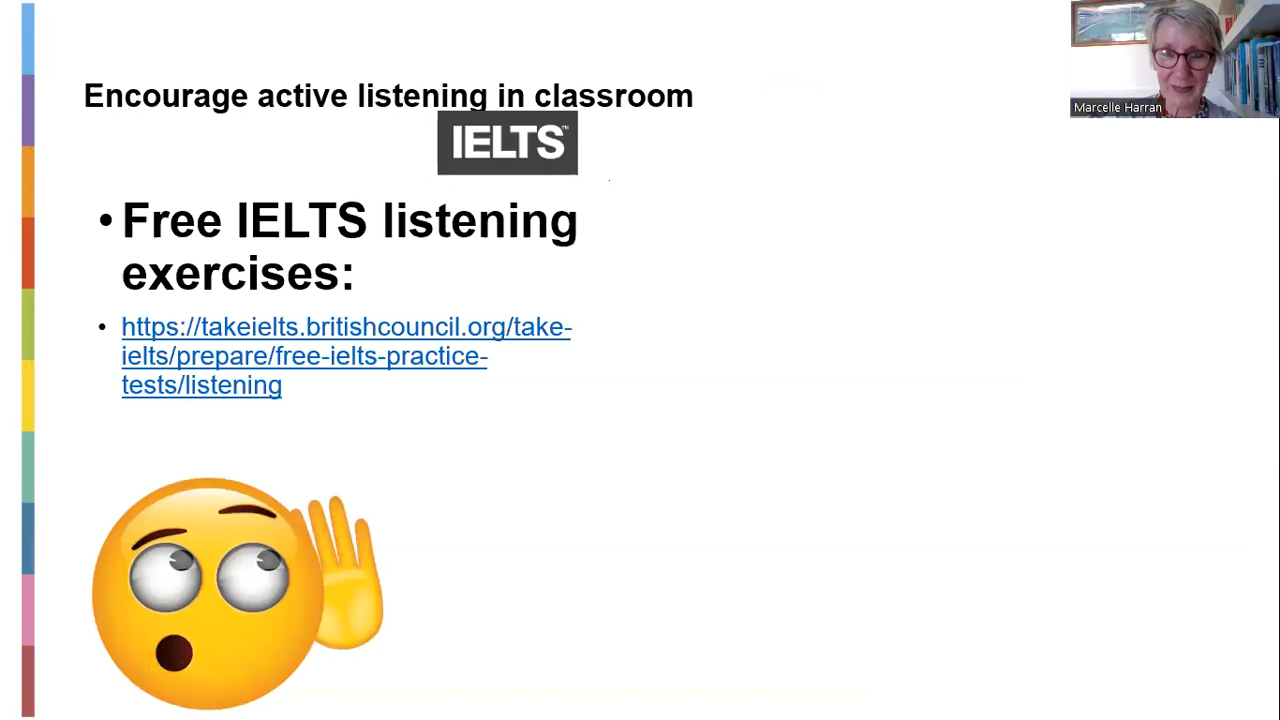 Encourage active listening in classroom
IELTS™
• Free IELTS listening
exercises:
• https://takeielts.britishcouncil.org/take-
ielts/prepare/free-ielts-practice-
tests/listening
Marcelle Harran